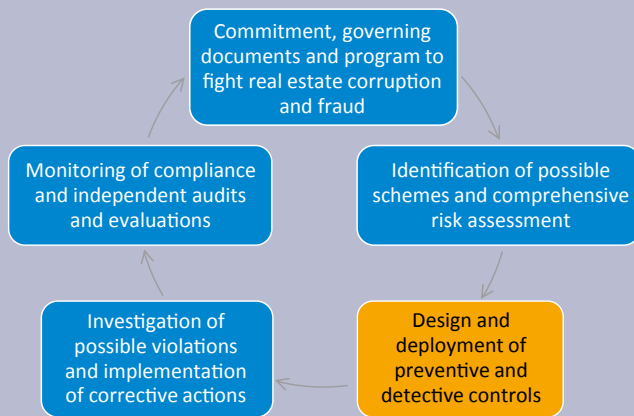 Commitment, governing
documents and program to
fight real estate corruption
and fraud
Identification of possible
schemes and comprehensive
risk assessment
Design and
deployment of
preventive and
detective controls
Investigation of
possible violations
and implementation
of corrective actions
Monitoring of compliance
and independent audits
and evaluations